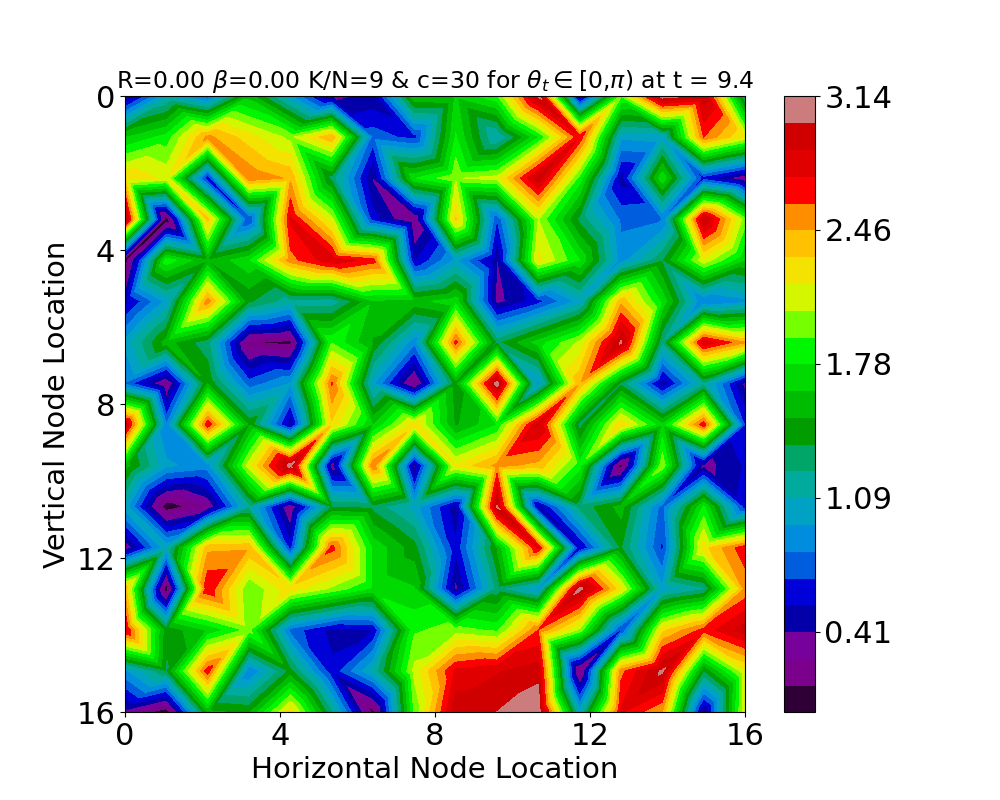 R=0.00 β=0.00 K/N=9 & c=30 for θ_t ∈ [0,π) at t = 9.4
0
4
8
12
16
Vertical Node Location
0 4 8 12 16
Horizontal Node Location
3.14
2.46
1.78
1.09
0.41